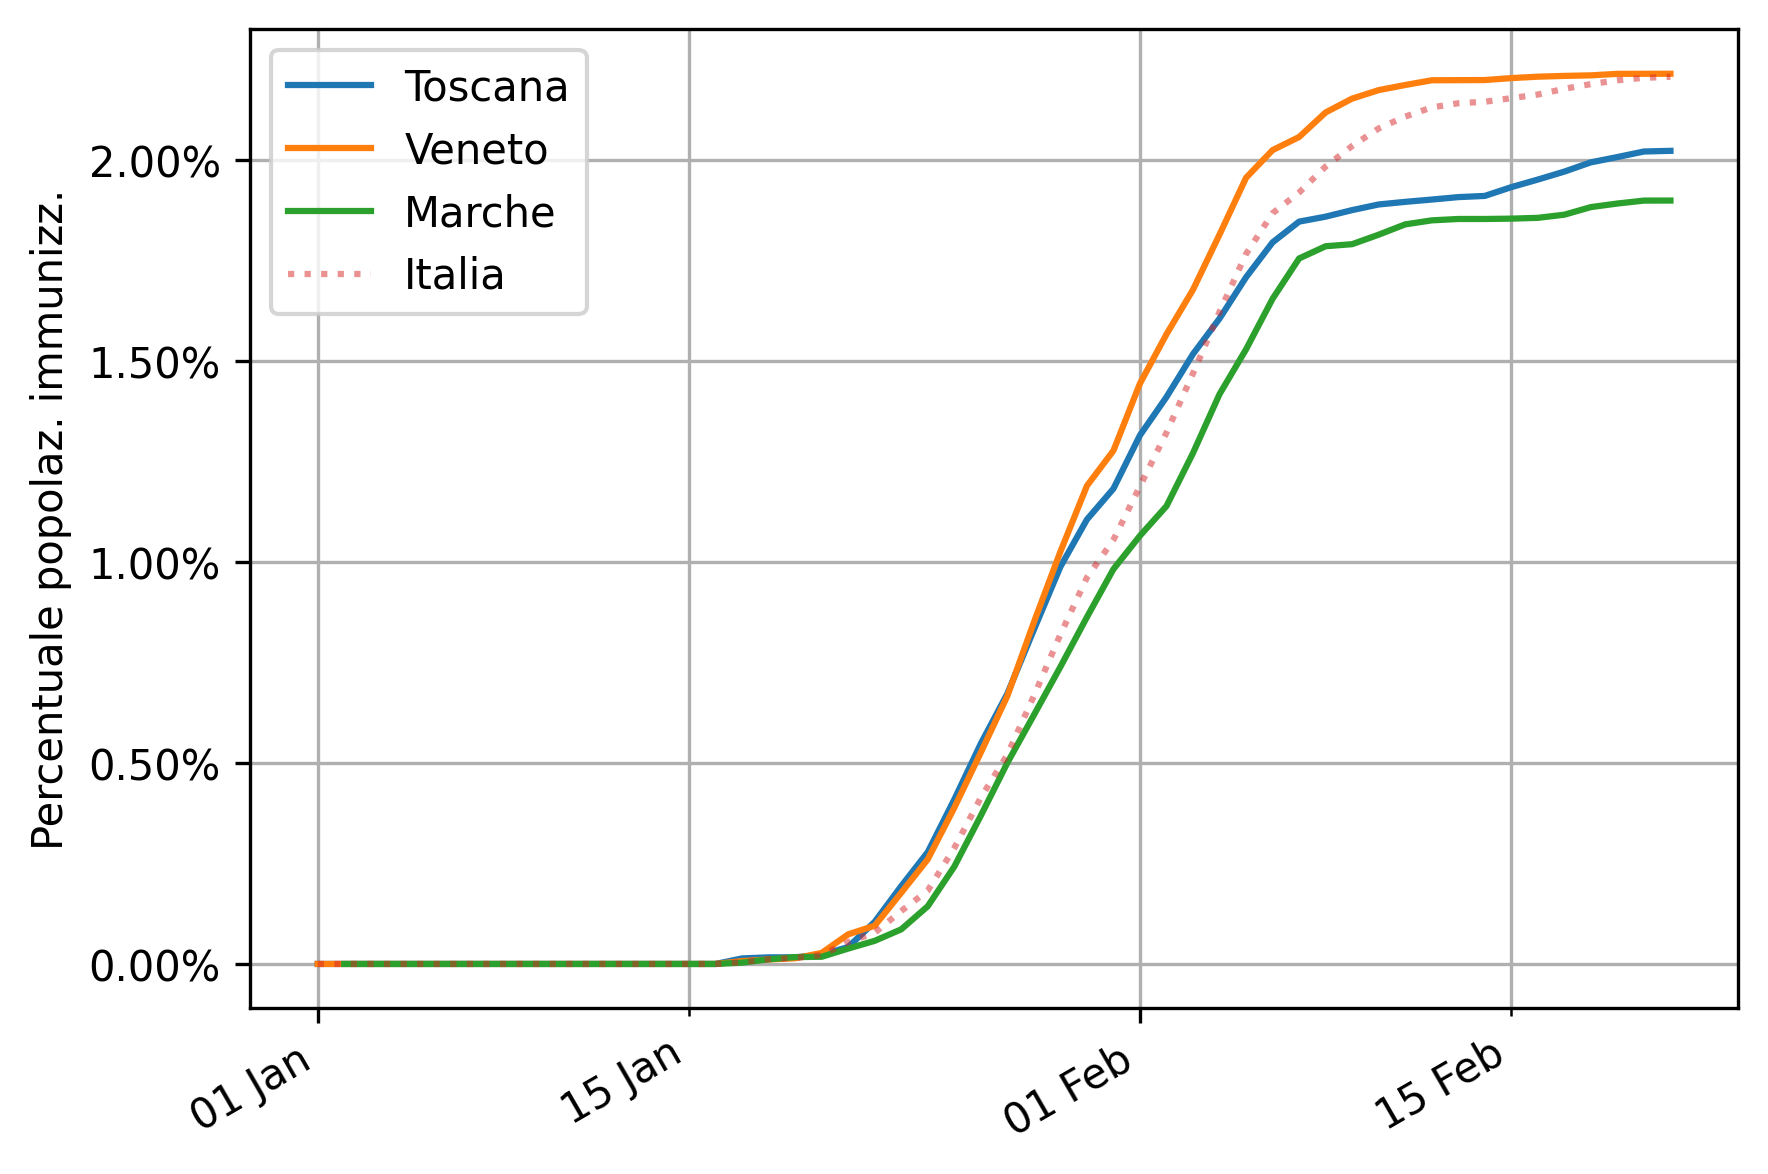 Toscana
Veneto
Marche
Italia
Percentuale popolaz. immunizz.
2.00%
1.50%
1.00%
0.50%
0.00%
01 Jan
15 Jan
01 Feb
15 Feb